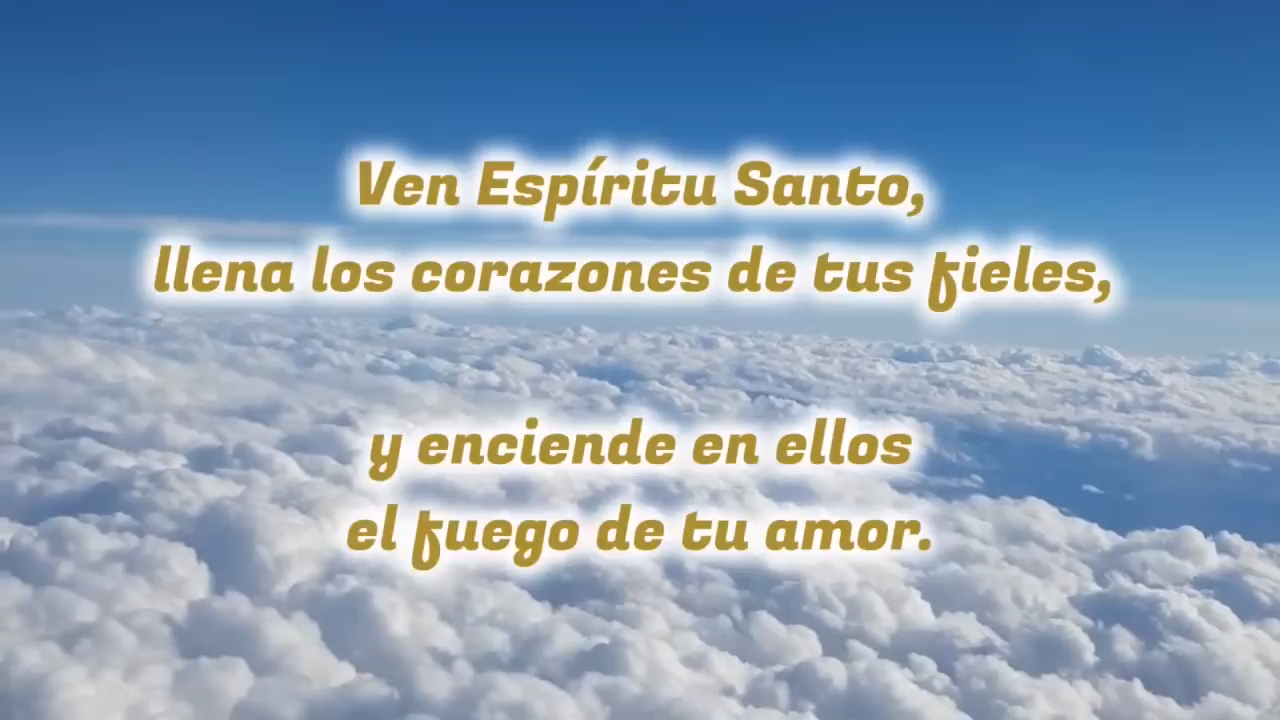 Ven Espíritu Santo,
llena los corazones de tus fieles,
y enciende en ellos
el fuego de tu amor.